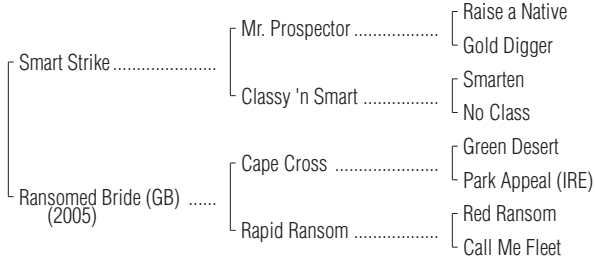 Raise a Native
Mr. Prospector ..................
Gold Digger
Smart Strike......................
Smarten
Classy 'n Smart ................
No Class
Green Desert
Cape Cross ......................
Park Appeal (IRE)
Ransomed Bride (GB) ......
(2005)
Red Ransom
Rapid Ransom ..................
Call Me Fleet